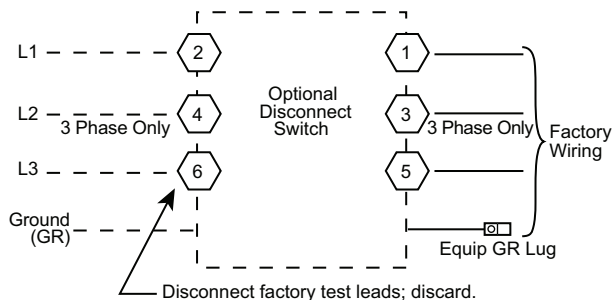 L1
2
1
L2
3 Phase Only
4
Optional
Disconnect
Switch
3
3 Phase Only
Factory
Wiring
L3
6
5
Ground
(GR)
Equip GR Lug
Disconnect factory test leads; discard.